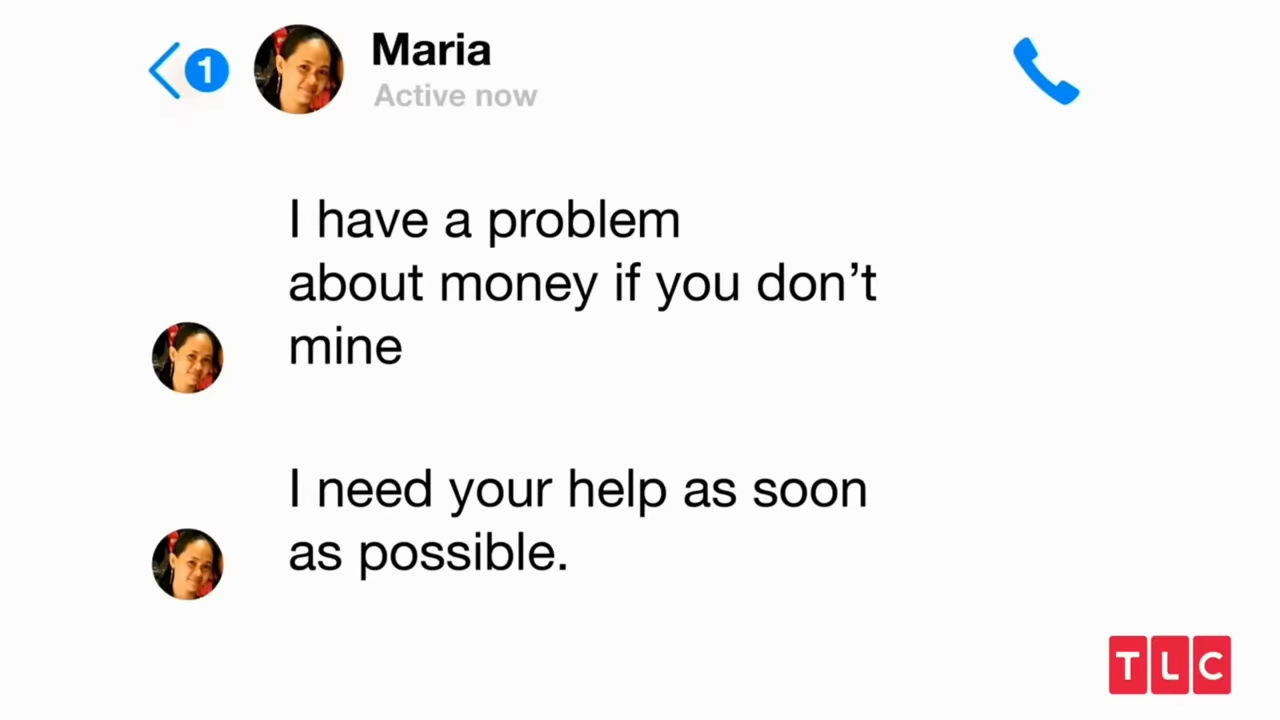 1
Maria
Active now
I have a problem
about money if you don’t
mine
I need your help as soon
as possible.
TLC